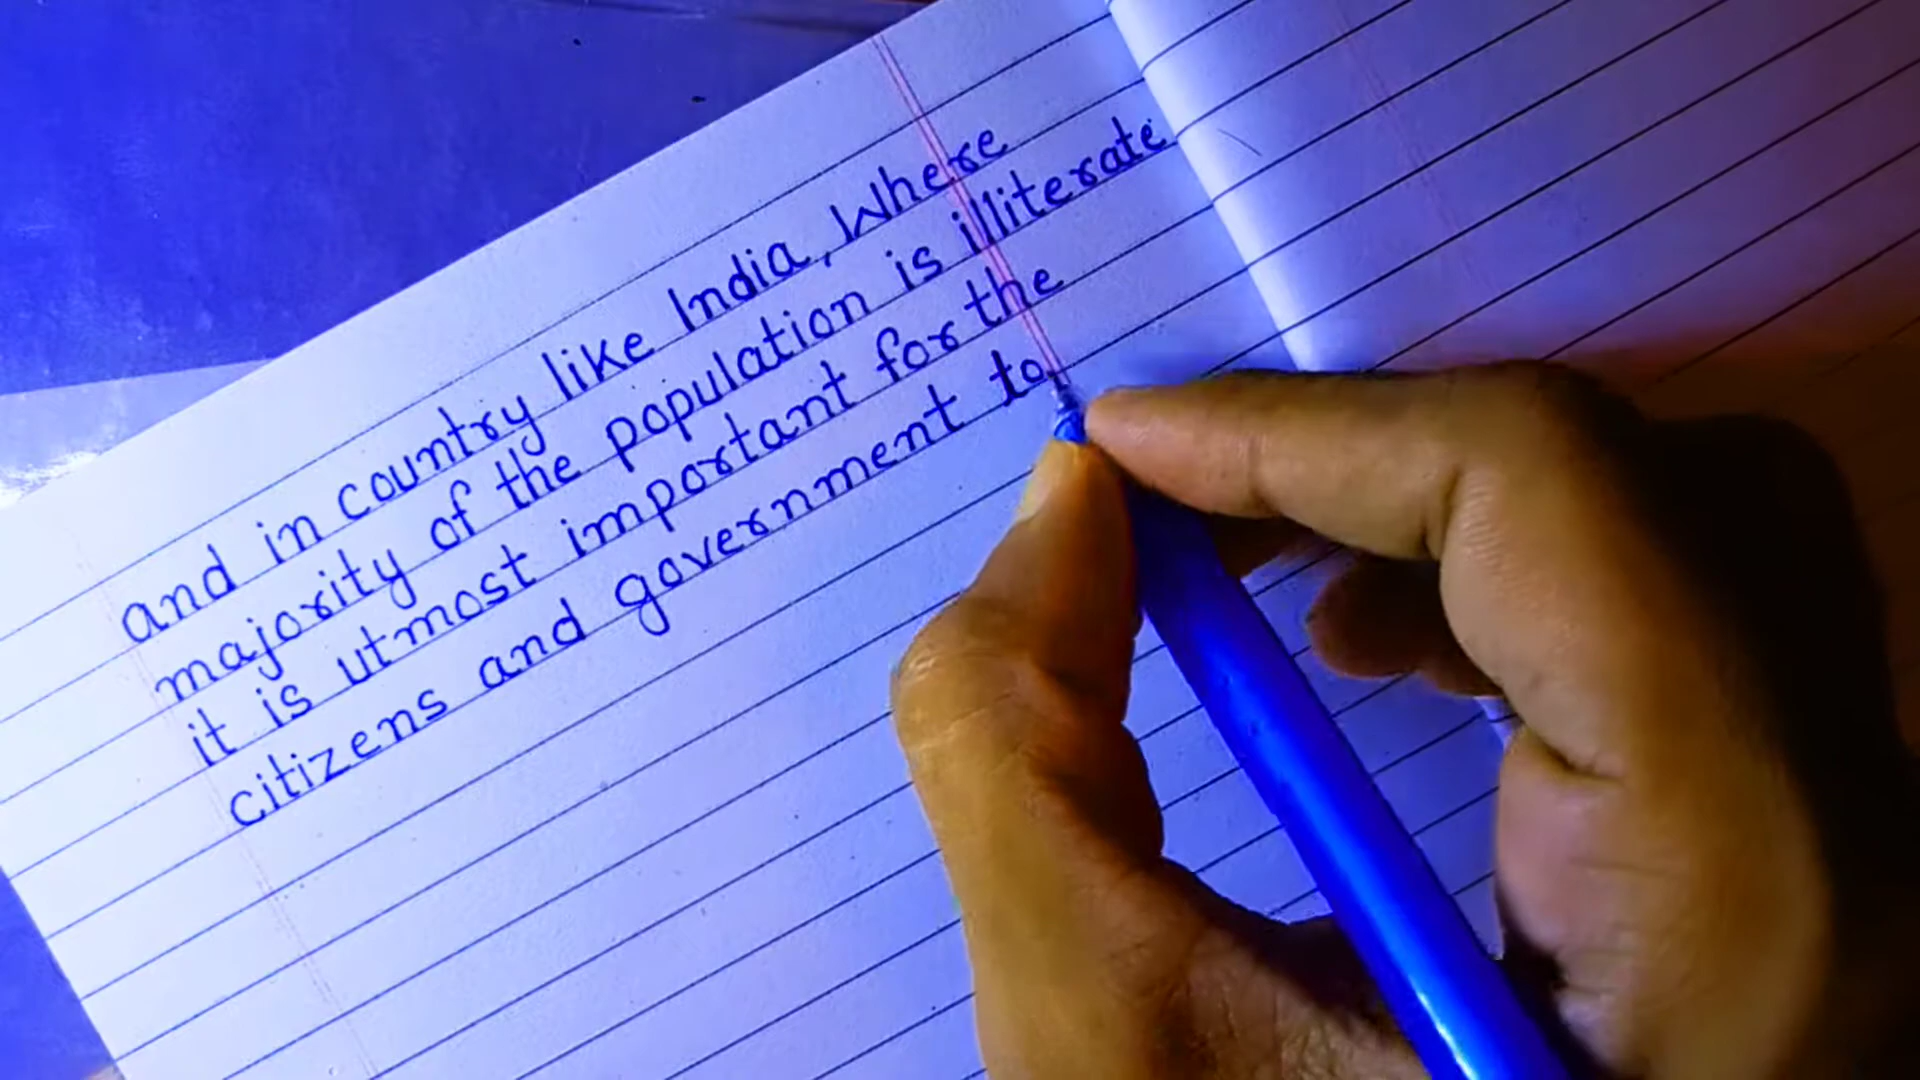 and in country like India, Where
majority of the population is illiterate
it is utmost important for the
citizens and government to